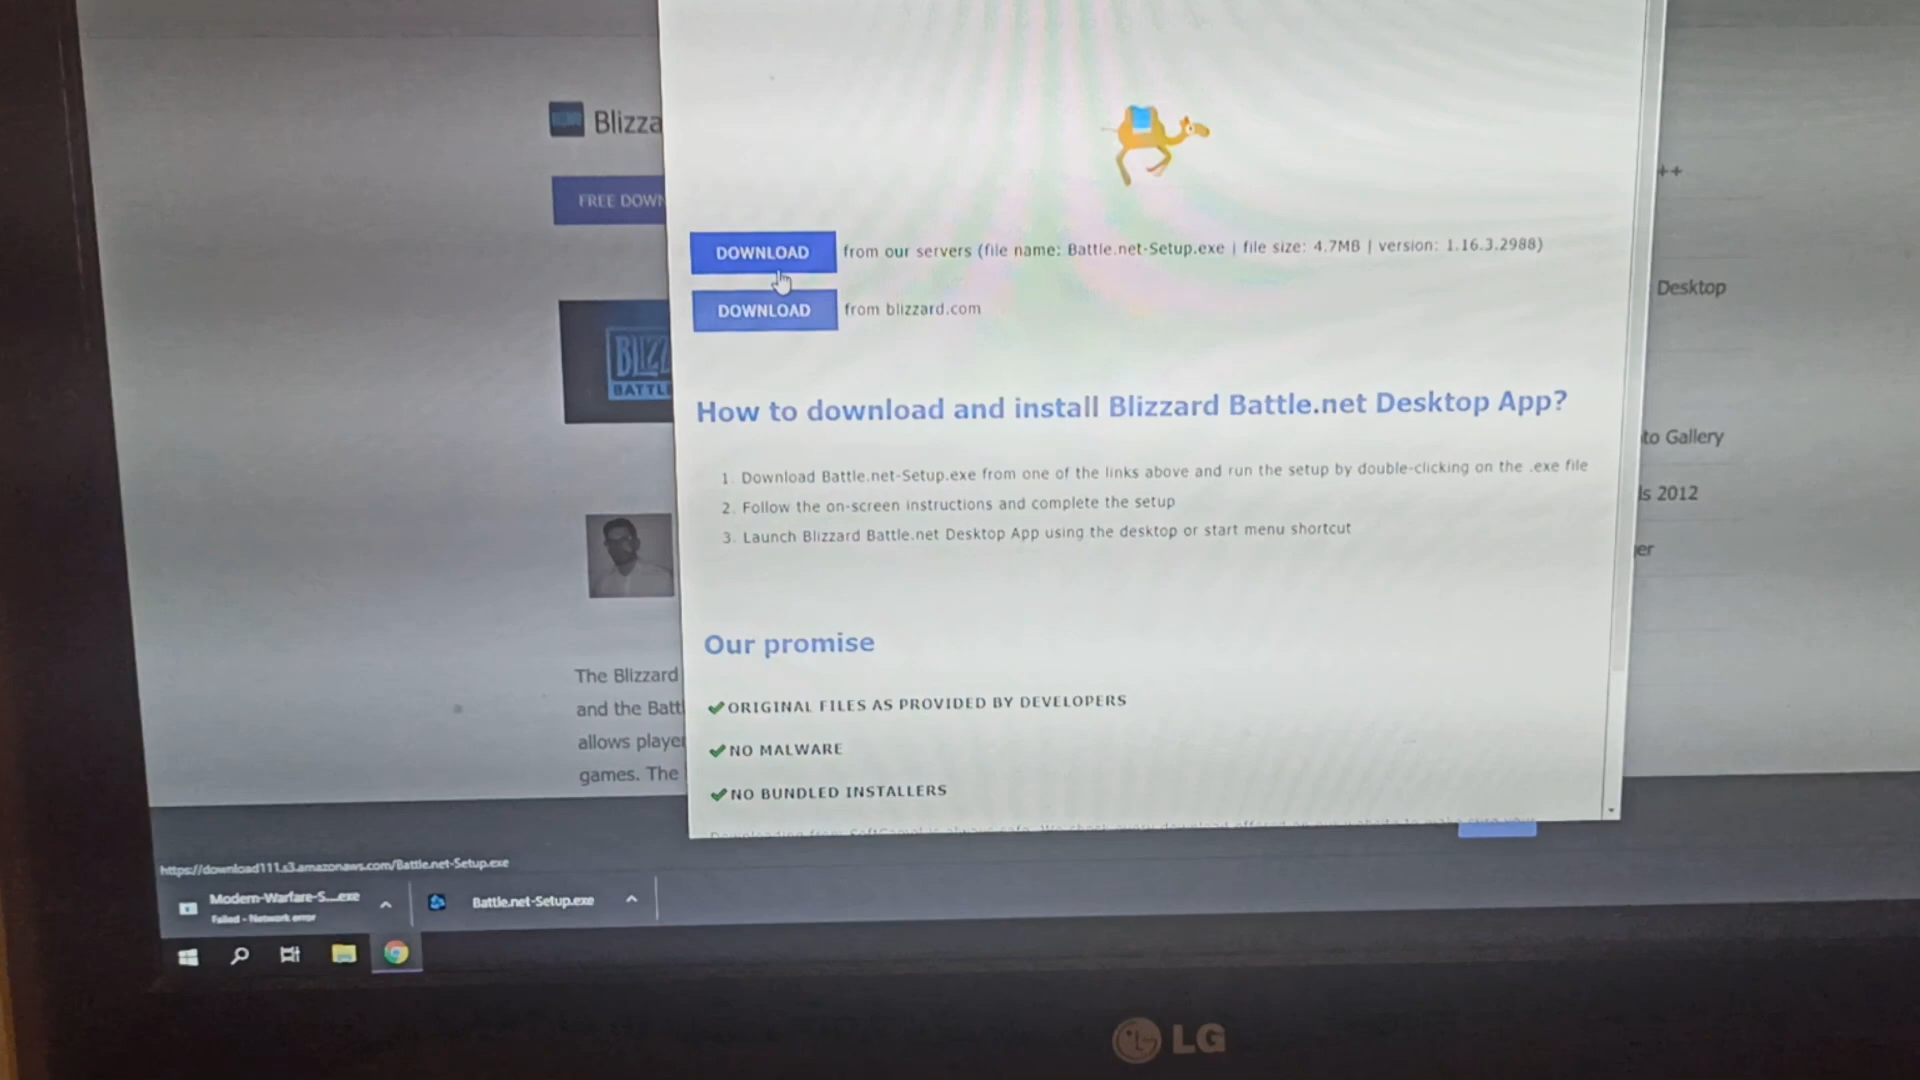 Blizza
FREE DOWN
++
DOWNLOAD from our servers (file name: Battle.net-Setup.exe | file size: 4.7MB | version: 1.16.3.2988)
DOWNLOAD from blizzard.com
Desktop
BLIZZ
BATTLE
How to download and install Blizzard Battle.net Desktop App?
to Gallery
1. Download Battle.net-Setup.exe from one of the links above and run the setup by double-clicking on the .exe file
ls 2012
2. Follow the on-screen instructions and complete the setup
3. Launch Blizzard Battle.net Desktop App using the desktop or start menu shortcut
er
Our promise
The Blizzard
and the Battl
allows player
games. The
ORIGINAL FILES AS PROVIDED BY DEVELOPERS
NO MALWARE
NO BUNDLED INSTALLERS
https://download111.s3.amazonaws.com/Battle.net-Setup.exe
Modern-Warfare-S....exe
Failed - Network error
Battle.net-Setup.exe
LG